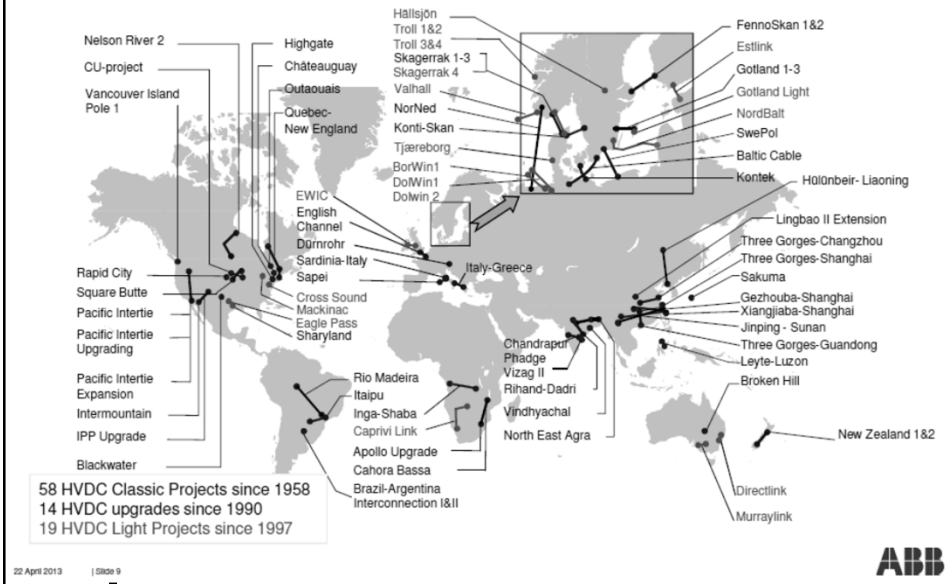 Nelson River 2
CU-project
Vancouver Island
Pole 1
Highgate
Châteauguay
Outaouais
Quebec-
New England
Hällsjön
Troll 1&2
Troll 3&4
Skagerrak 1-3
Skagerrak 4
Valhall
NorNed
Konti-Skan
Tjæreborg
BorWin1
DolWin1
Dolwin 2
FennoSkan 1&2
Estlink
Gotland 1-3
Gotland Light
NordBalt
SwePol
Baltic Cable
Kontek
EWIC
English
Channel
Dürnrohr
Sardinia-Italy
Sapei
Italy-Greece
Hülünbeir- Liaoning
Lingbao II Extension
Three Gorges-Changzhou
Three Gorges-Shanghai
Sakuma
Gezhouba-Shanghai
Xiangjiaba-Shanghai
Jinping - Sunan
Three Gorges-Guandong
Leyte-Luzon
Broken Hill
Rapid City
Square Butte
Pacific Intertie
Pacific Intertie
Upgrading
Pacific Intertie
Expansion
Intermountain
IPP Upgrade
Blackwater
Cross Sound
Mackinac
Eagle Pass
Sharyland
Rio Madeira
Itaipu
Inga-Shaba
Caprivi Link
Apollo Upgrade
Cahora Bassa
Brazil-Argentina
Interconnection I&II
Chandrapur
Phadge
Vizag II
Rihand-Dadri
Vindhyachal
North East Agra
New Zealand 1&2
Directlink
Murraylink
58 HVDC Classic Projects since 1958
14 HVDC upgrades since 1990
19 HVDC Light Projects since 1997
22 April 2013 | Slide 9
ABB